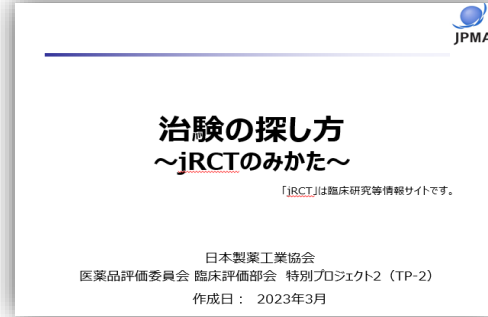 JPMA
治験の探し方
～jRCTのみかた～
「jRCT」は臨床研究等情報サイトです。
日本製薬工業協会
医薬品評価委員会 臨床評価部会 特別プロジェクト2（TP-2）
作成日： 2023年3月